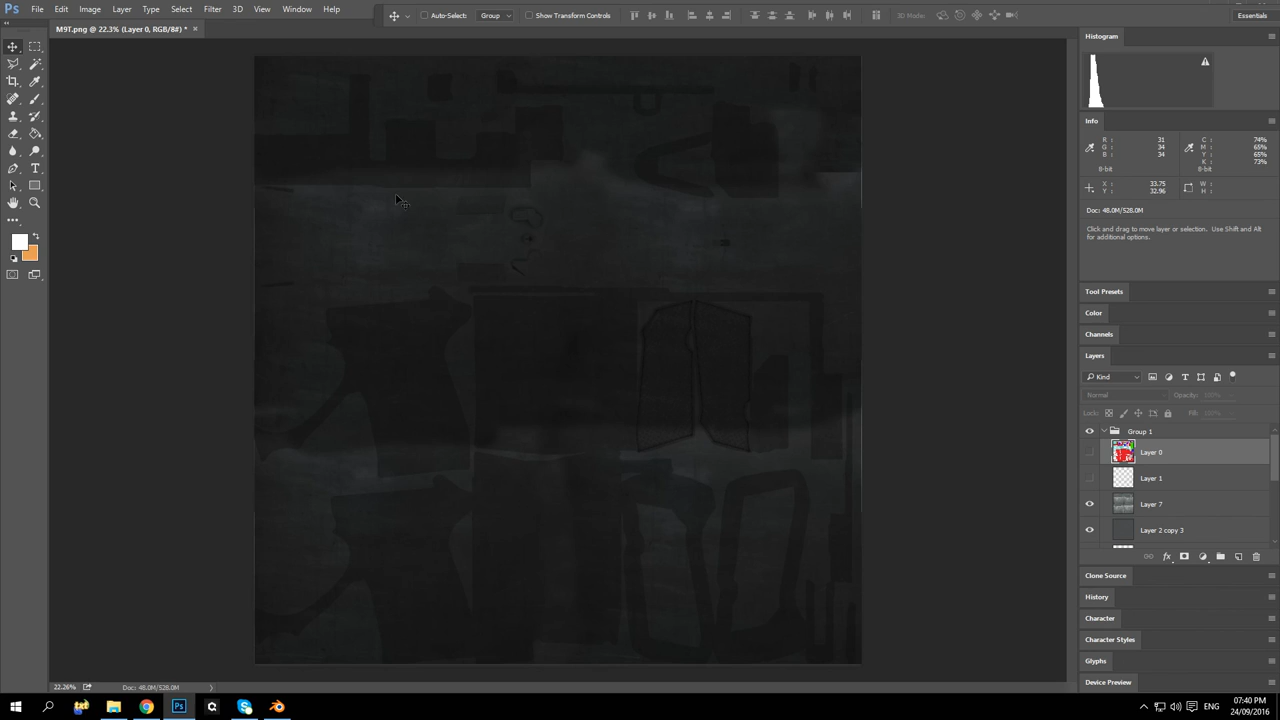 Ps File Edit Image Layer Type Select Filter 3D View Window Help
Auto-Select: Group Show Transform Controls 3D Mode: Essentials
M9T.png @ 22.3% (Layer 0, RGB/8#) * ×
Histogram
Info
R : 31 C : 74%
G : 34 M : 65%
B : 34 Y : 65%
K : 73%
8-bit 8-bit
X : 33.75 W :
Y : 32.96 H :
Doc: 48.0M/528.0M
Click and drag to move layer or selection. Use Shift and Alt
for additional options.
Tool Presets
Color
Channels
Layers
Kind
Normal Opacity: 100%
Lock: Fill: 100%
Group 1
Layer 0
Layer 1
Layer 7
Layer 2 copy 3
Clone Source
History
Character
Character Styles
Glyphs
Device Preview
22.26% Doc: 48.0M/528.0M
Ps ENG 07:40 PM
24/09/2016